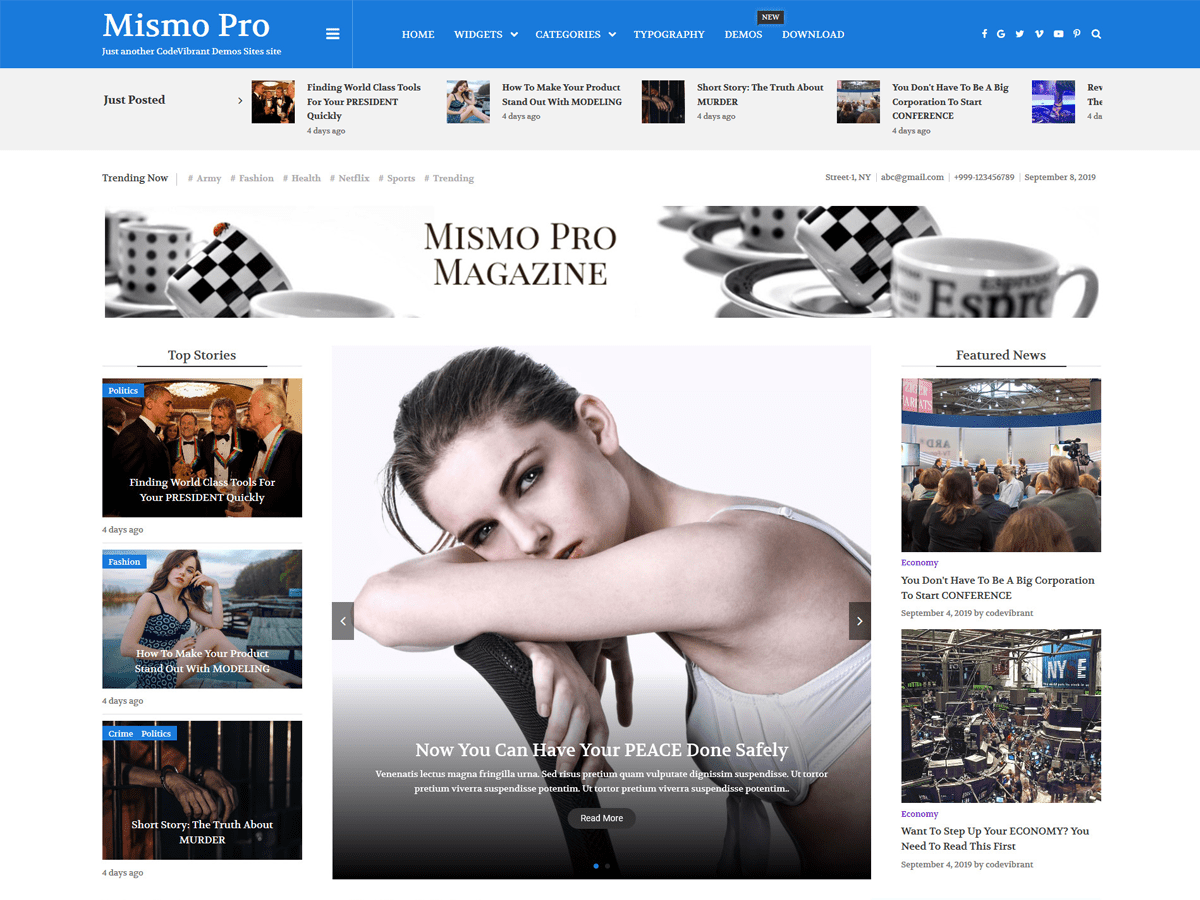 Mismo Pro
Just another CodeVibrant Demos Sites site
HOME
WIDGETS
CATEGORIES
TYPOGRAPHY
NEW
DEMOS
DOWNLOAD
Just Posted
Finding World Class Tools
For Your PRESIDENT
Quickly
4 days ago
How To Make Your Product
Stand Out With MODELING
4 days ago
Short Story: The Truth About
MURDER
4 days ago
You Don't Have To Be A Big
Corporation To Start
CONFERENCE
4 days ago
Rev
The
4 da
Trending Now
# Army # Fashion # Health # Netflix # Sports # Trending
Street-1, NY
abc@gmail.com
+999-123456789
September 8, 2019
Mismo Pro
Magazine
Espresso
Espre
Top Stories
Politics
Finding World Class Tools For
Your PRESIDENT Quickly
4 days ago
Fashion
How To Make Your Product
Stand Out With MODELING
4 days ago
Crime Politics
Short Story: The Truth About
MURDER
4 days ago
Now You Can Have Your PEACE Done Safely
Venenatis lectus magna fringilla urna. Sed risus pretium quam vulputate dignissim suspendisse. Ut tortor
pretium viverra suspendisse potentim. Ut tortor pretium viverra suspendisse potentim..
Read More
Featured News
Economy
You Don't Have To Be A Big Corporation
To Start CONFERENCE
September 4, 2019 by codevibrant
NY E
Economy
Want To Step Up Your ECONOMY? You
Need To Read This First
September 4, 2019 by codevibrant